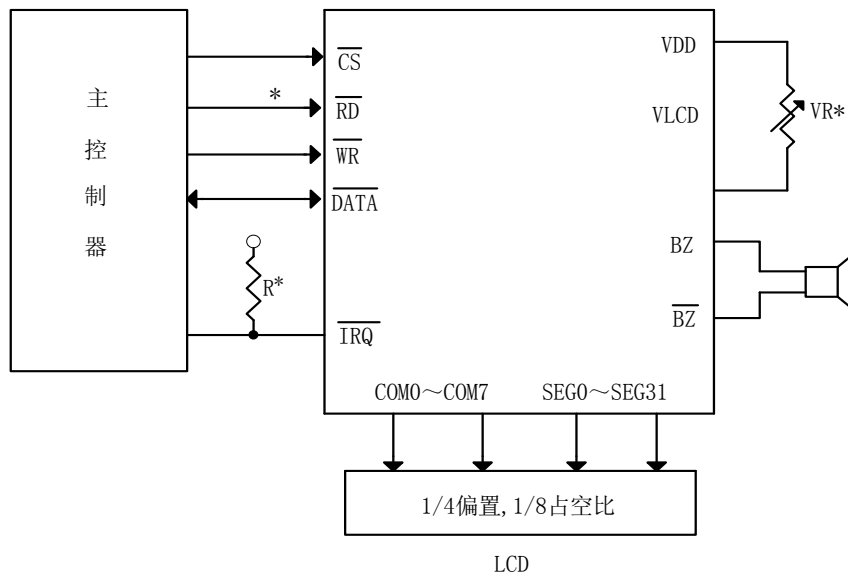 主
控
制
器
CS
*
RD
WR
DATA
R*
IRQ
VDD
VLCD
VR*
BZ
BZ
COM0～COM7
SEG0～SEG31
1/4偏置,1/8占空比
LCD